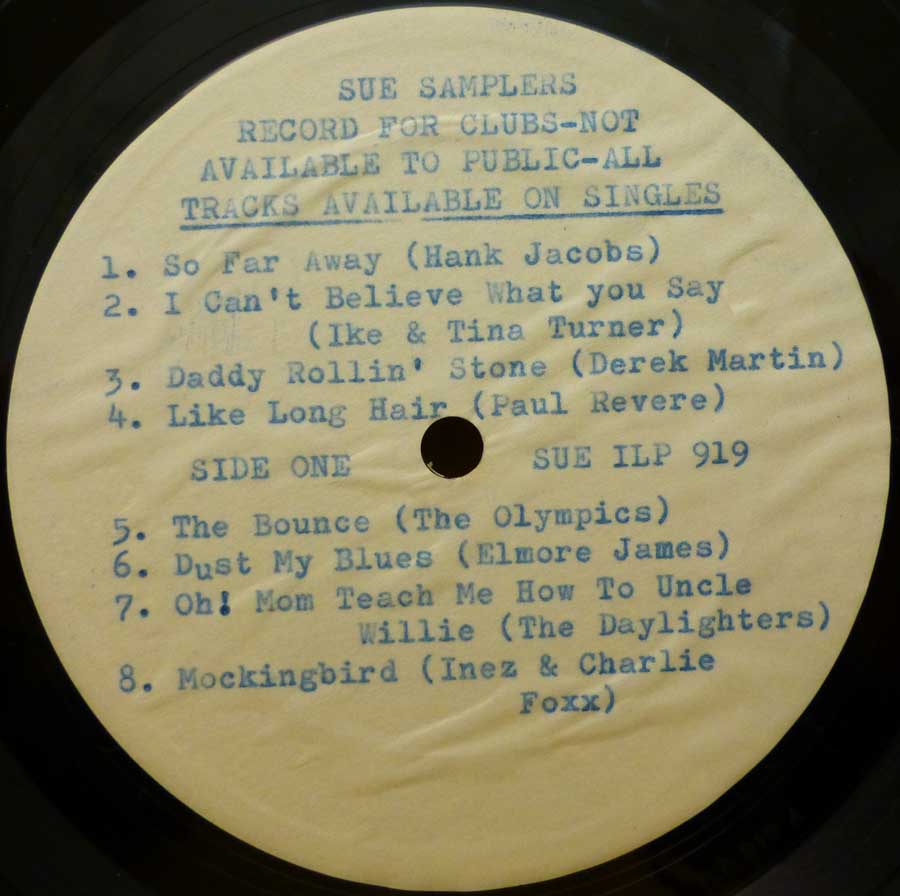 SUE SAMPLERS
RECORD FOR CLUBS-NOT
AVAILABLE TO PUBLIC-ALL
TRACKS AVAILABLE ON SINGLES
1. So Far Away (Hank Jacobs)
2. I Can't Believe What you Say
(Ike & Tina Turner)
3. Daddy Rollin' Stone (Derek Martin)
4. Like Long Hair (Paul Revere)
SIDE ONE SUE ILP 919
5. The Bounce (The Olympics)
6. Dust My Blues (Elmore James)
7. Oh! Mom Teach Me How To Uncle
Willie (The Daylighters)
8. Mockingbird (Inez & Charlie
Foxx)